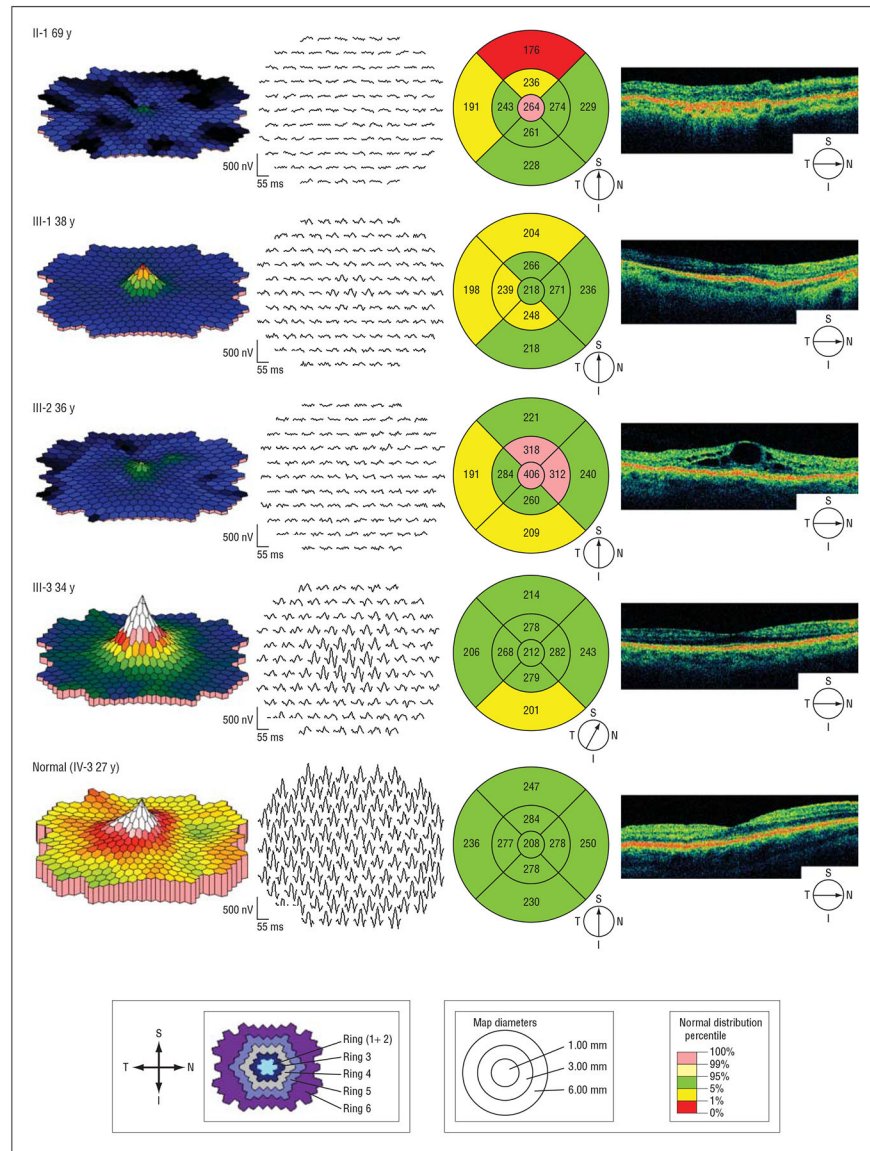 II-1 69 y
500 nV
55 ms
176
236
191
243
264
274
229
261
228
S
T
N
I
S
T
N
I
III-1 38 y
500 nV
55 ms
204
266
198
239
218
271
236
248
218
S
T
N
I
S
T
N
I
III-2 36 y
500 nV
55 ms
221
318
191
284
406
312
240
260
209
S
T
N
I
S
T
N
I
III-3 34 y
500 nV
55 ms
214
278
206
268
212
282
243
279
201
S
T
N
I
S
T
N
I
Normal (IV-3 27 y)
500 nV
55 ms
247
284
236
277
208
278
250
278
230
S
T
N
I
S
T
N
I
S
T
N
I
Ring (1+ 2)
Ring 3
Ring 4
Ring 5
Ring 6
Map diameters
1.00 mm
3.00 mm
6.00 mm
Normal distribution
percentile
100%
99%
95%
5%
1%
0%